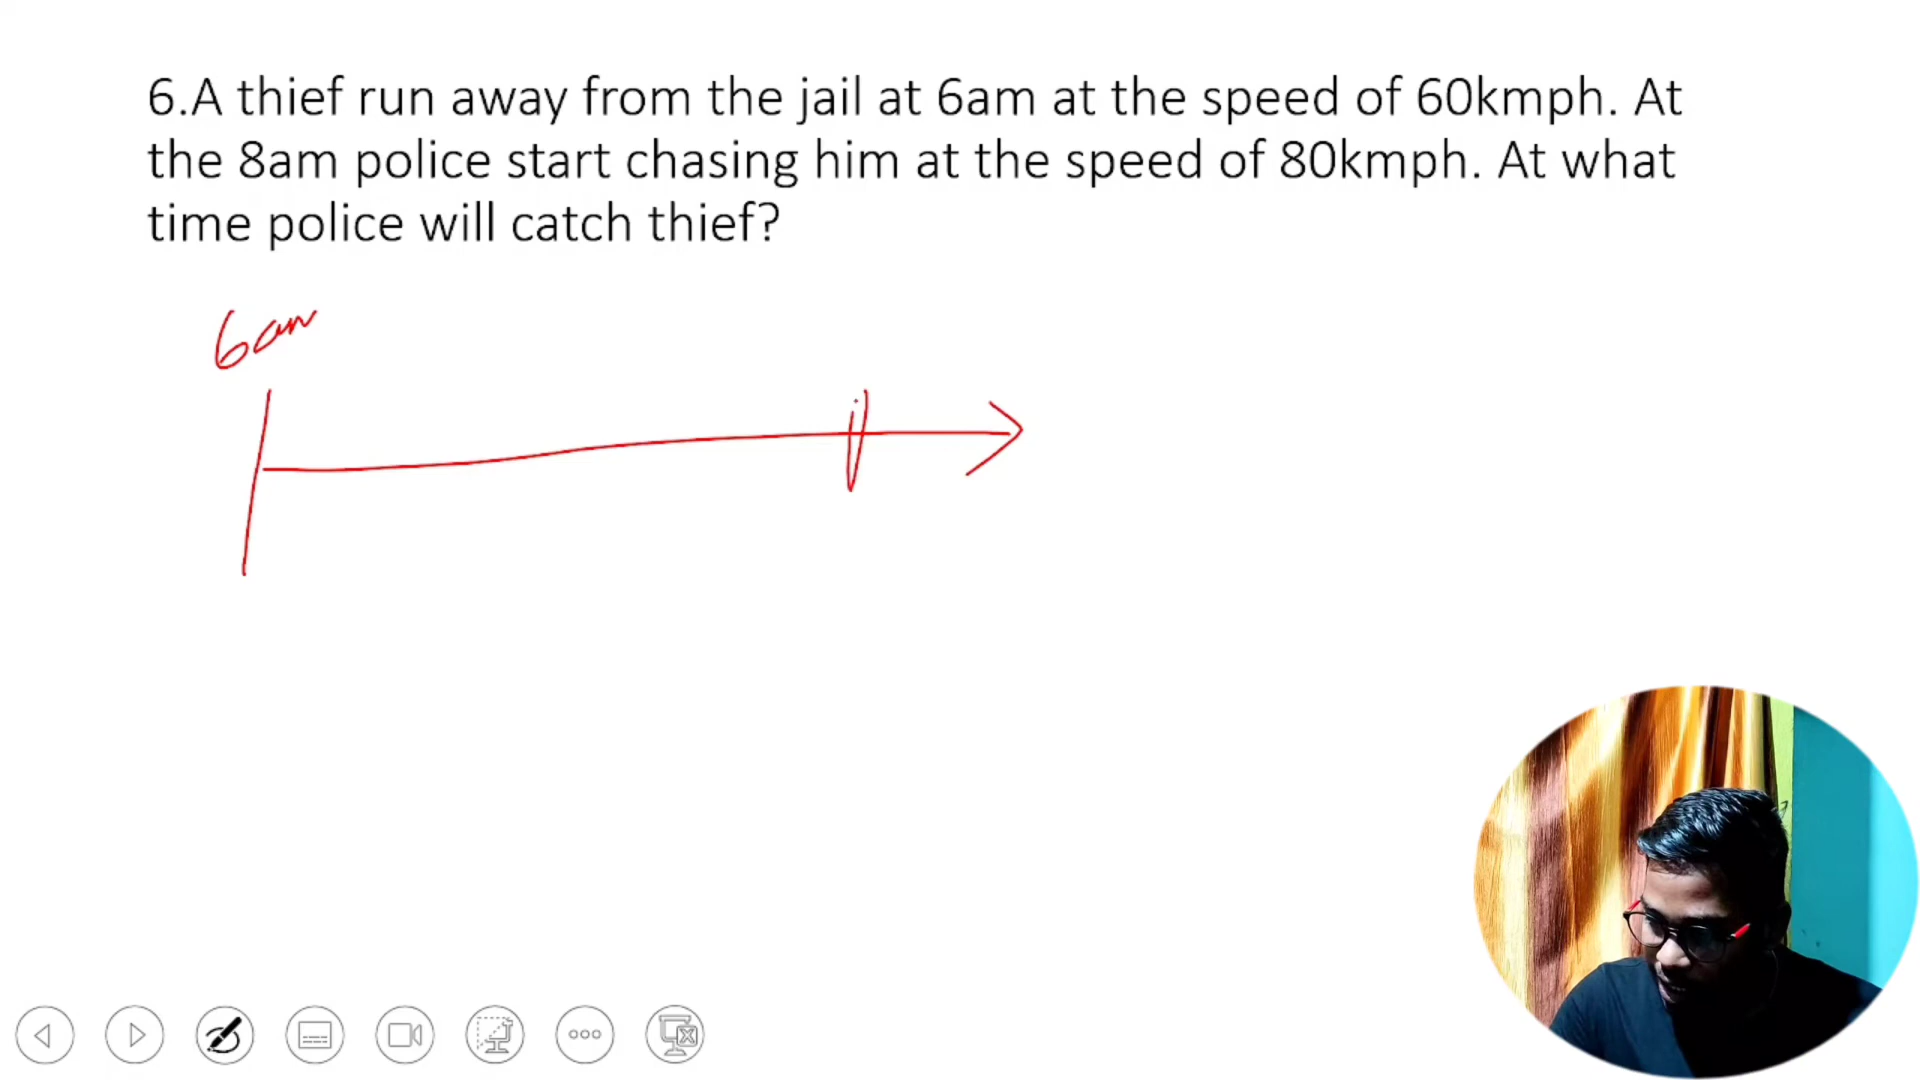 6.A thief run away from the jail at 6am at the speed of 60kmph. At
the 8am police start chasing him at the speed of 80kmph. At what
time police will catch thief?
6am